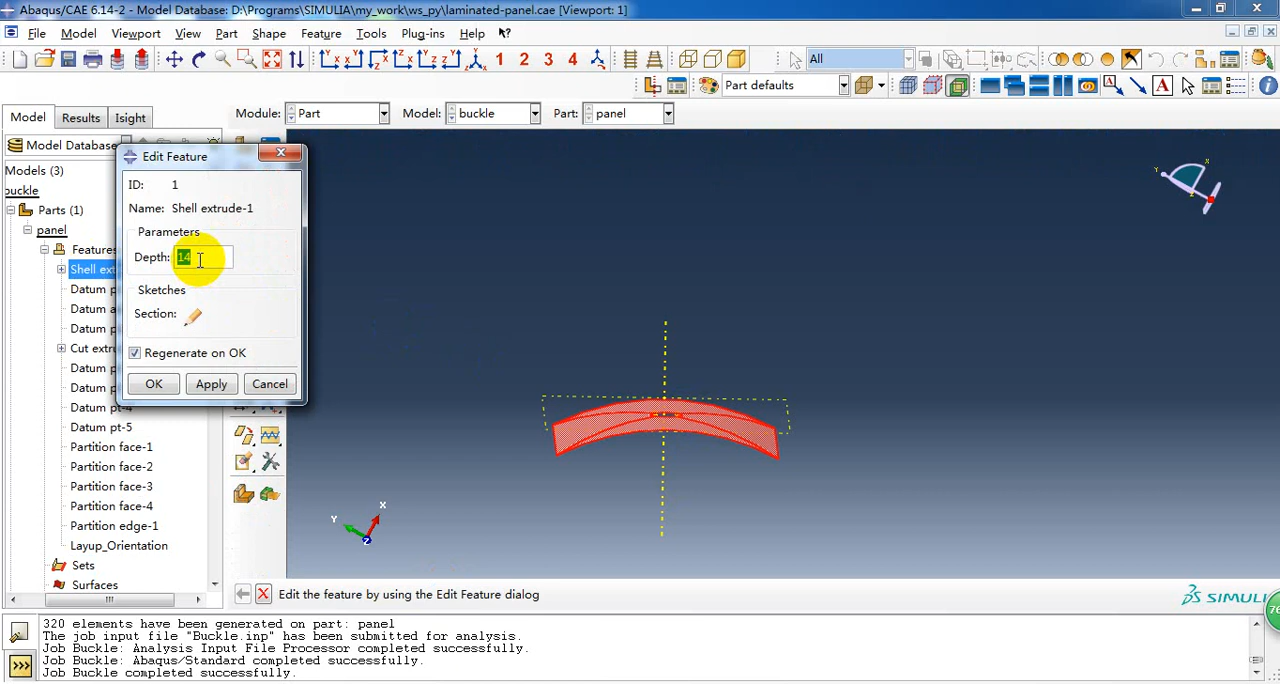 Abaqus/CAE 6.14-2 - Model Database: D:\Programs\SIMULIA\my_work\ws_py\laminated-panel.cae [Viewport: 1]
File Model Viewport View Part Shape Feature Tools Plug-ins Help
1 2 3 4 All
Part defaults
Model Results Isight Module: Part Model: buckle Part: panel
Model Database
Models (3)
buckle
Parts (1)
panel
Features
Shell ext
Datum p
Datum a
Datum p
Cut extru
Datum p
Datum p
Datum pt-4
Datum pt-5
Partition face-1
Partition face-2
Partition face-3
Partition face-4
Partition edge-1
Layup_Orientation
Sets
Surfaces
Edit Feature
ID: 1
Name: Shell extrude-1
Parameters
Depth: 14
Sketches
Section:
Regenerate on OK
OK Apply Cancel
X
Y
X
Y
Z
Edit the feature by using the Edit Feature dialog
SIMULI
76
320 elements have been generated on part: panel
The job input file "Buckle.inp" has been submitted for analysis.
Job Buckle: Analysis Input File Processor completed successfully.
Job Buckle: Abaqus/Standard completed successfully.
Job Buckle completed successfully.
>>>